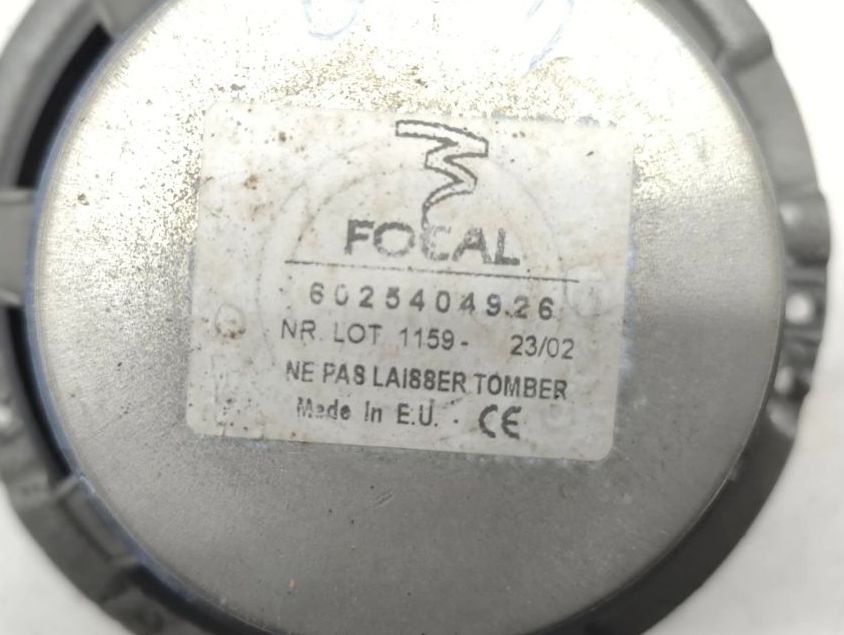 FOCAL
6025404926
NR. LOT 1159- 23/02
NE PAS LAISSER TOMBER
Made In E.U. · CE